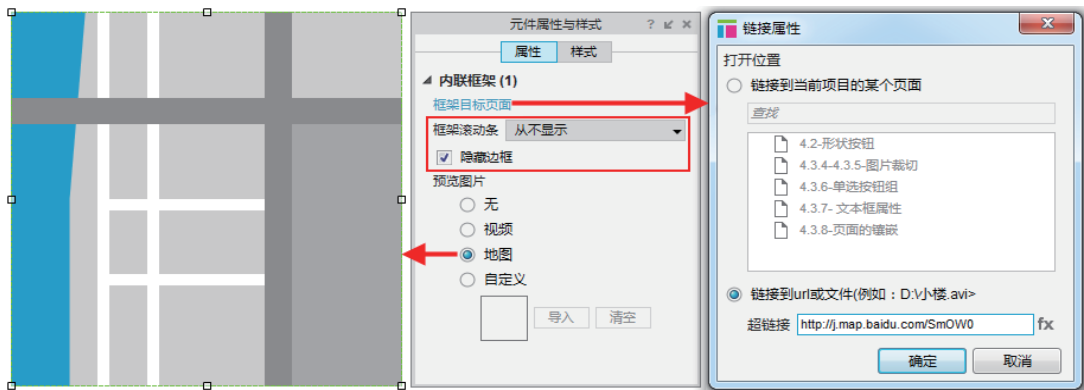 元件属性与样式
属性 样式
内联框架 (1)
框架目标页面
框架滚动条 从不显示
隐藏边框
预览图片
无
视频
地图
自定义
导入 清空
链接属性
打开位置
链接到当前项目的某个页面
查找
4.2-形状按钮
4.3.4-4.3.5-图片裁切
4.3.6-单选按钮组
4.3.7- 文本框属性
4.3.8-页面的镶嵌
链接到url或文件(例如：D:\小楼.avi>
超链接 http://j.map.baidu.com/SmOW0 fx
确定 取消